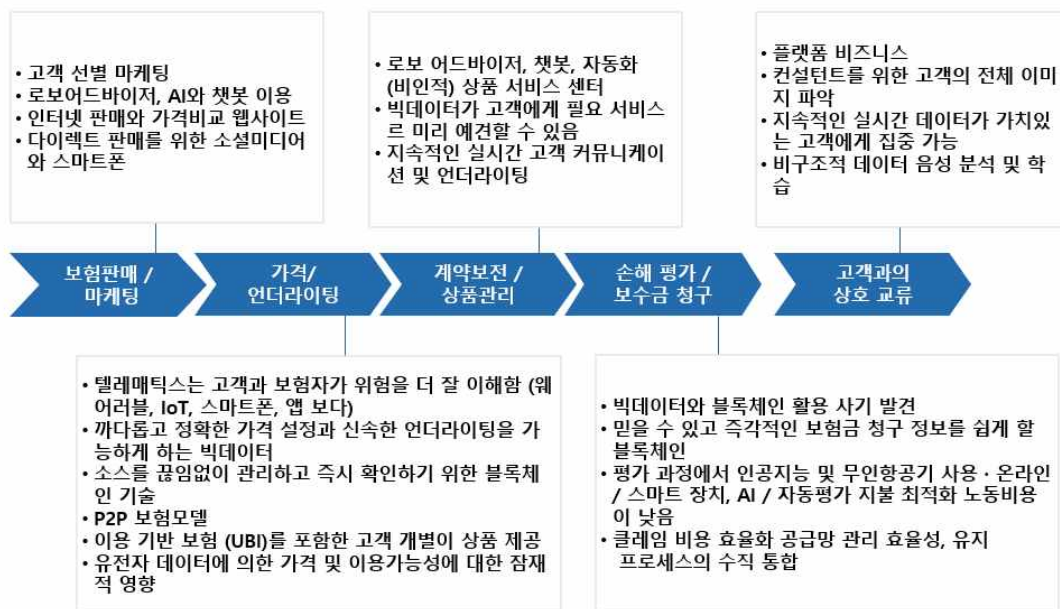 • 고객 선별 마케팅
• 로보어드바이저, AI와 챗봇 이용
• 인터넷 판매와 가격비교 웹사이트
• 다이렉트 판매를 위한 소셜미디어
와 스마트폰
• 로보 어드바이저, 챗봇, 자동화
(비인적) 상품 서비스 센터
• 빅데이터가 고객에게 필요 서비스
르 미리 예견할 수 있음
• 지속적인 실시간 고객 커뮤니케이
션 및 언더라이팅
• 플랫폼 비즈니스
• 컨설턴트를 위한 고객의 전체 이미
지 파악
• 지속적인 실시간 데이터가 가치있
는 고객에게 집중 가능
• 비구조적 데이터 음성 분석 및 학
습
보험판매 /
마케팅
가격/
언더라이팅
계약보전 /
상품관리
손해 평가 /
보수금 청구
고객과의
상호 교류
• 텔레매틱스는 고객과 보험자가 위험을 더 잘 이해함 (웨
어러블, IoT, 스마트폰, 앱 보다)
• 까다롭고 정확한 가격 설정과 신속한 언더라이팅을 가
능하게 하는 빅데이터
• 소스를 끊임없이 관리하고 즉시 확인하기 위한 블록체
인 기술
• P2P 보험모델
• 이용 기반 보험 (UBI)를 포함한 고객 개별이 상품 제공
• 유전자 데이터에 의한 가격 및 이용가능성에 대한 잠재
적 영향
• 빅데이터와 블록체인 활용 사기 발견
• 믿을 수 있고 즉각적인 보험금 청구 정보를 쉽게 할
블록체인
• 평가 과정에서 인공지능 및 무인항공기 사용 · 온라인
/ 스마트 장치, AI / 자동평가 지불 최적화 노동비용
이 낮음
• 클레임 비용 효율화 공급망 관리 효율성, 유지
프로세스의 수직 통합